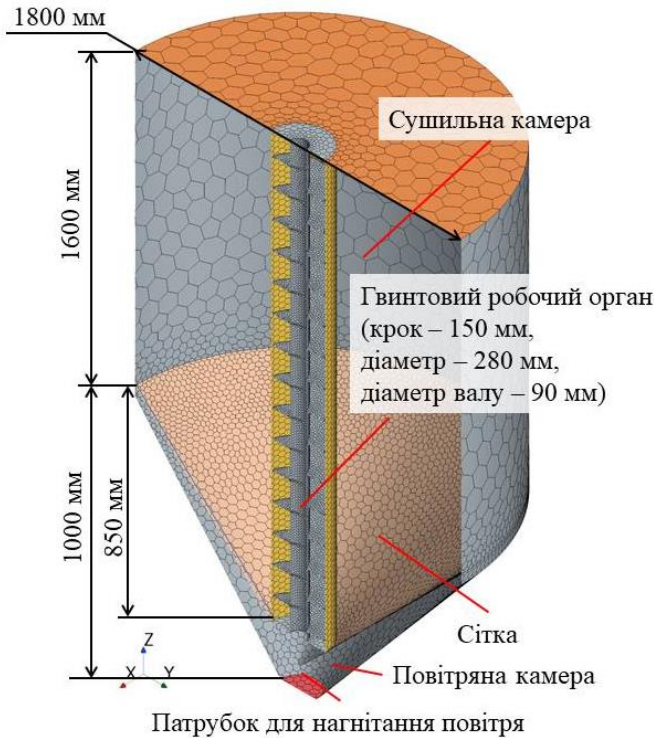 1800 мм
Сушильна камера
1600 мм
Гвинтовий робочий орган
(крок – 150 мм,
діаметр – 280 мм,
діаметр валу – 90 мм)
1000 мм
850 мм
Сітка
Z
X
Y
Повітряна камера
Патрубок для нагнітання повітря